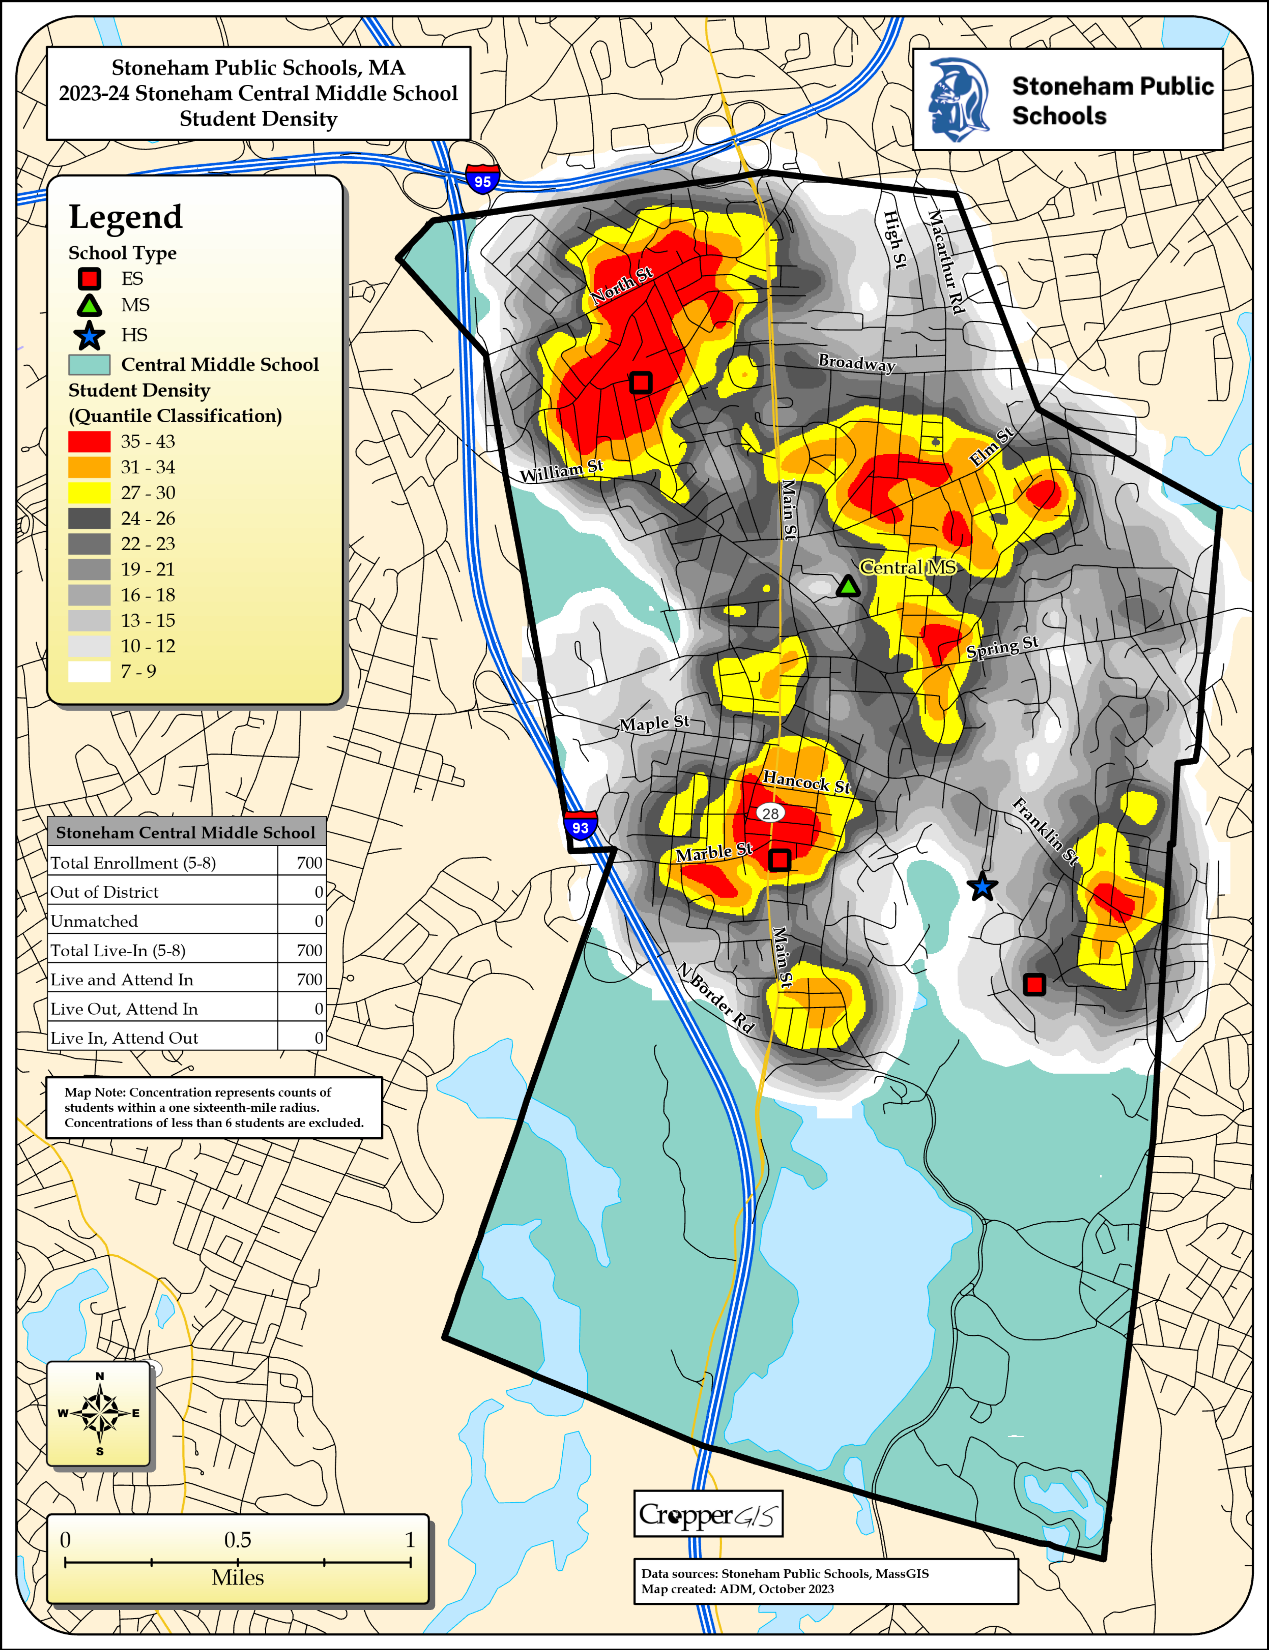 Stoneham Public Schools, MA
2023-24 Stoneham Central Middle School
Student Density
Stoneham Public
Schools
95
Legend
School Type
ES
MS
HS
Central Middle School
Student Density
(Quantile Classification)
35 - 43
31 - 34
27 - 30
24 - 26
22 - 23
19 - 21
16 - 18
13 - 15
10 - 12
7 - 9
High St
Macarthur Rd
North St
Broadway
Elm St
William St
Main St
Central MS
Spring St
Maple St
Hancock St
28
93
Franklin St
Marble St
Main St
N Border Rd
Stoneham Central Middle School
Total Enrollment (5-8) 700
Out of District 0
Unmatched 0
Total Live-In (5-8) 700
Live and Attend In 700
Live Out, Attend In 0
Live In, Attend Out 0
Map Note: Concentration represents counts of
students within a one sixteenth-mile radius.
Concentrations of less than 6 students are excluded.
N
W E
S
0 0.5 1
Miles
Cropper GIS
Data sources: Stoneham Public Schools, MassGIS
Map created: ADM, October 2023